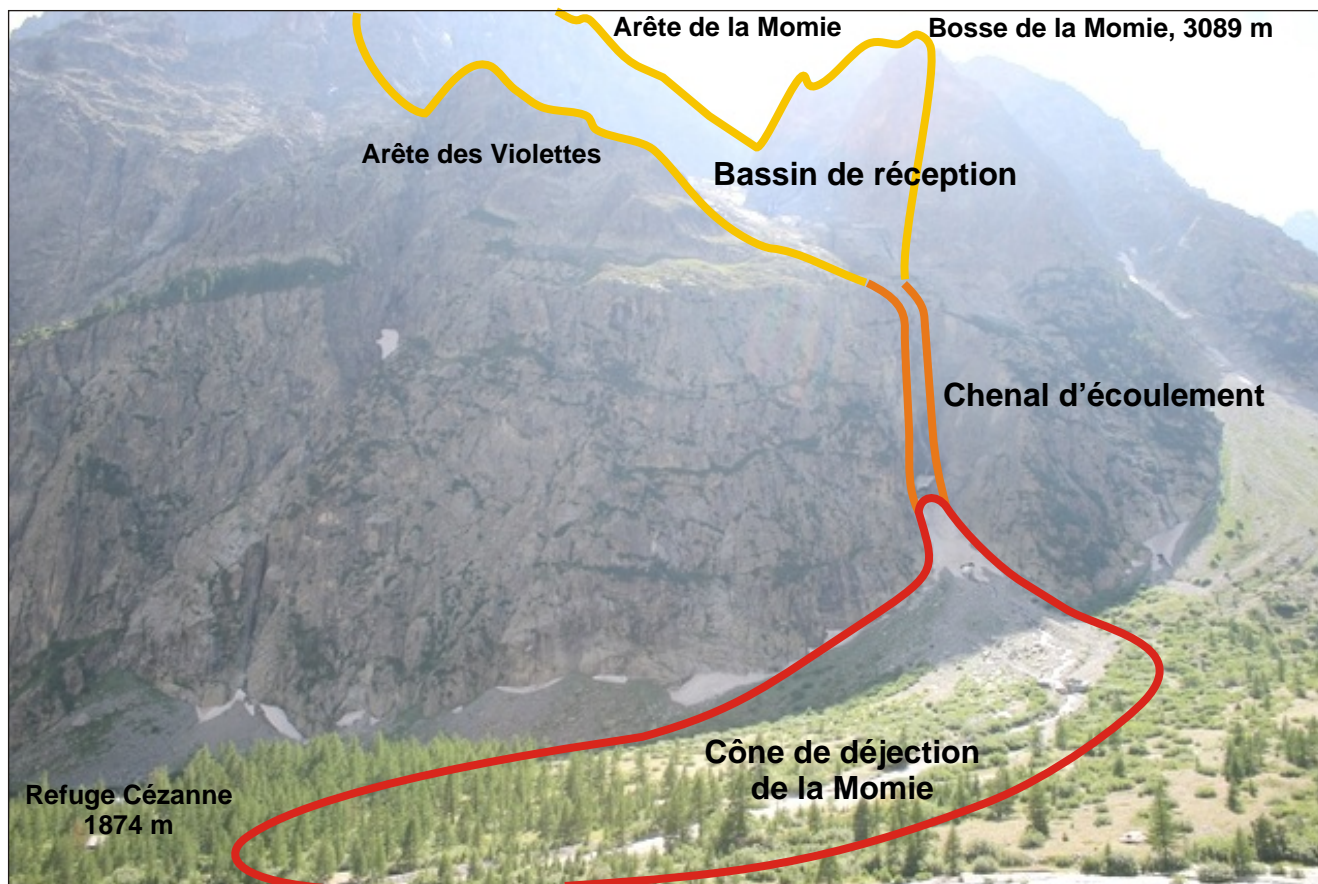 Arête de la Momie
Bosse de la Momie, 3089 m
Arête des Violettes
Bassin de réception
Chenal d’écoulement
Cône de déjection
de la Momie
Refuge Cézanne
1874 m